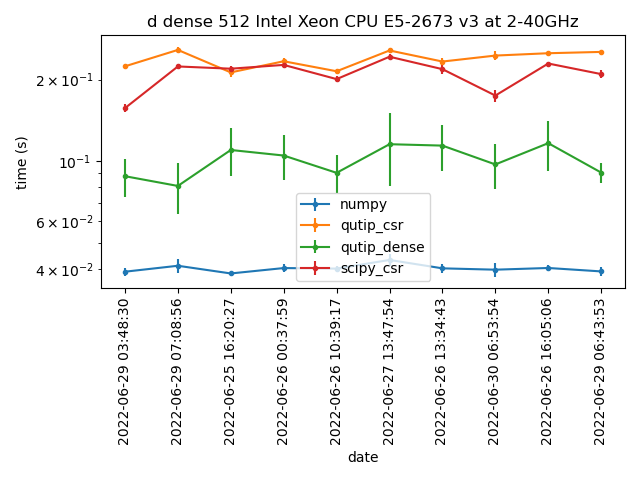 d dense 512 Intel Xeon CPU E5-2673 v3 at 2-40GHz
time (s)
2 × 10⁻¹
10⁻¹
6 × 10⁻²
4 × 10⁻²
numpy
qutip_csr
qutip_dense
scipy_csr
2022-06-29 03:48:30
2022-06-29 07:08:56
2022-06-25 16:20:27
2022-06-26 00:37:59
2022-06-26 10:39:17
2022-06-27 13:47:54
2022-06-26 13:34:43
2022-06-30 06:53:54
2022-06-26 16:05:06
2022-06-29 06:43:53
date